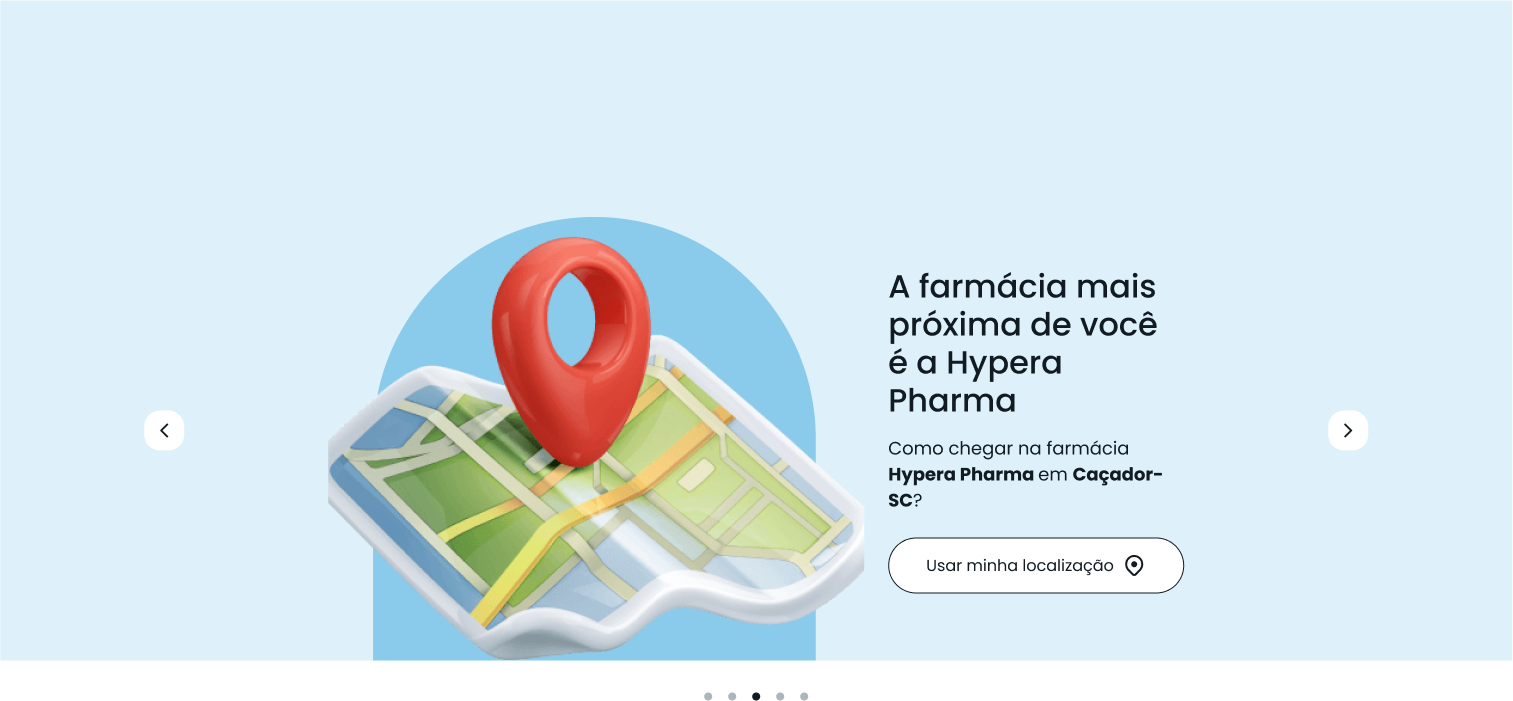 A farmácia mais
próxima de você
é a Hypera
Pharma
Como chegar na farmácia
Hypera Pharma em Caçador-
SC?
Usar minha localização